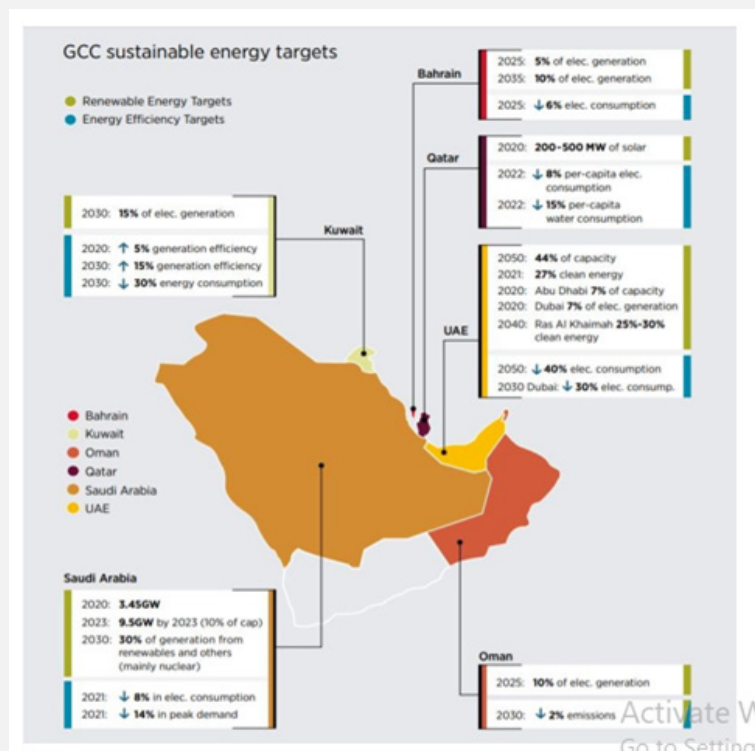 GCC sustainable energy targets
Renewable Energy Targets
Energy Efficiency Targets
Bahrain
2025: 5% of elec. generation
2035: 10% of elec. generation
2025: ↓ 6% elec. consumption
Qatar
2020: 200-500 MW of solar
2022: ↓ 8% per-capita elec.
consumption
2022: ↓ 15% per-capita
water consumption
Kuwait
2030: 15% of elec. generation
2020: ↑ 5% generation efficiency
2030: ↑ 15% generation efficiency
2030: ↓ 30% energy consumption
UAE
2050: 44% of capacity
2021: 27% clean energy
2020: Abu Dhabi 7% of capacity
2020: Dubai 7% of elec. generation
2040: Ras Al Khaimah 25%-30%
clean energy
2050: ↓ 40% elec. consumption
2030 Dubai: ↓ 30% elec. consump.
Bahrain
Kuwait
Oman
Qatar
Saudi Arabia
UAE
Saudi Arabia
2020: 3.45GW
2023: 9.5GW by 2023 (10% of cap)
2030: 30% of generation from
renewables and others
(mainly nuclear)
2021: ↓ 8% in elec. consumption
2021: ↓ 14% in peak demand
Oman
2025: 10% of elec. generation
2030: ↓ 2% emissions
Activate W
Go to Setting